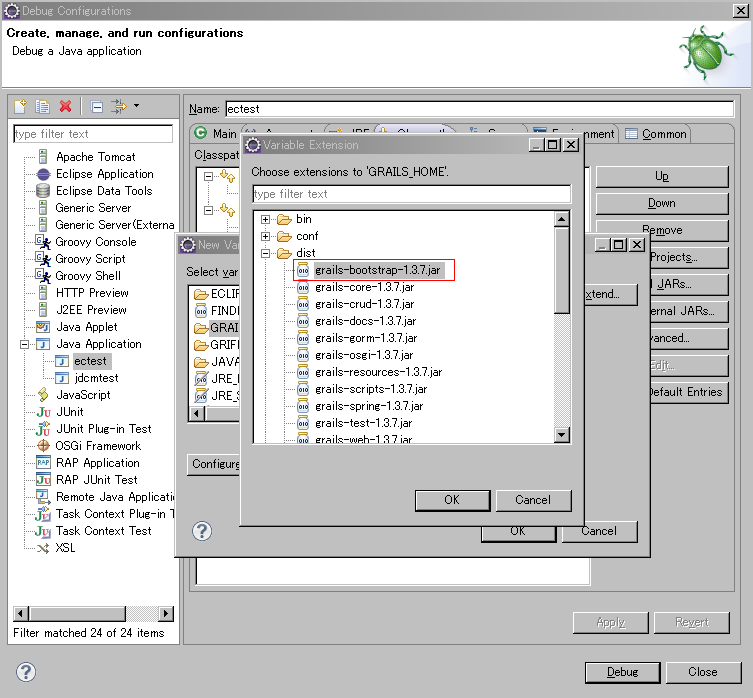 Debug Configurations
Create, manage, and run configurations
Debug a Java application
type filter text
Apache Tomcat
Eclipse Application
Eclipse Data Tools
Generic Server
Generic Server(Externa
Groovy Console
Groovy Script
Groovy Shell
HTTP Preview
J2EE Preview
Java Applet
Java Application
ectest
jdcmtest
JavaScript
JUnit
JUnit Plug-in Test
OSGi Framework
RAP Application
RAP JUnit Test
Remote Java Applicati
Task Context Plug-in T
Task Context Test
XSL
Filter matched 24 of 24 items
Name: ectest
Main
Environment
Common
Classpat
Up
Down
Remove
Projects...
JARs...
ernal JARs...
vanced...
Edit...
Default Entries
Apply
Revert
Debug
Close
New Var
Select var
ECLIP
FINDI
GRAIL
GRIFF
JAVA
JRE_L
JRE_S
Configure
xtend...
OK
Cancel
Variable Extension
Choose extensions to 'GRAILS_HOME'.
type filter text
bin
conf
dist
grails-bootstrap-1.3.7.jar
grails-core-1.3.7.jar
grails-crud-1.3.7.jar
grails-docs-1.3.7.jar
grails-gorm-1.3.7.jar
grails-osgi-1.3.7.jar
grails-resources-1.3.7.jar
grails-scripts-1.3.7.jar
grails-spring-1.3.7.jar
grails-test-1.3.7.jar
grails-web-1.3.7.jar
OK
Cancel